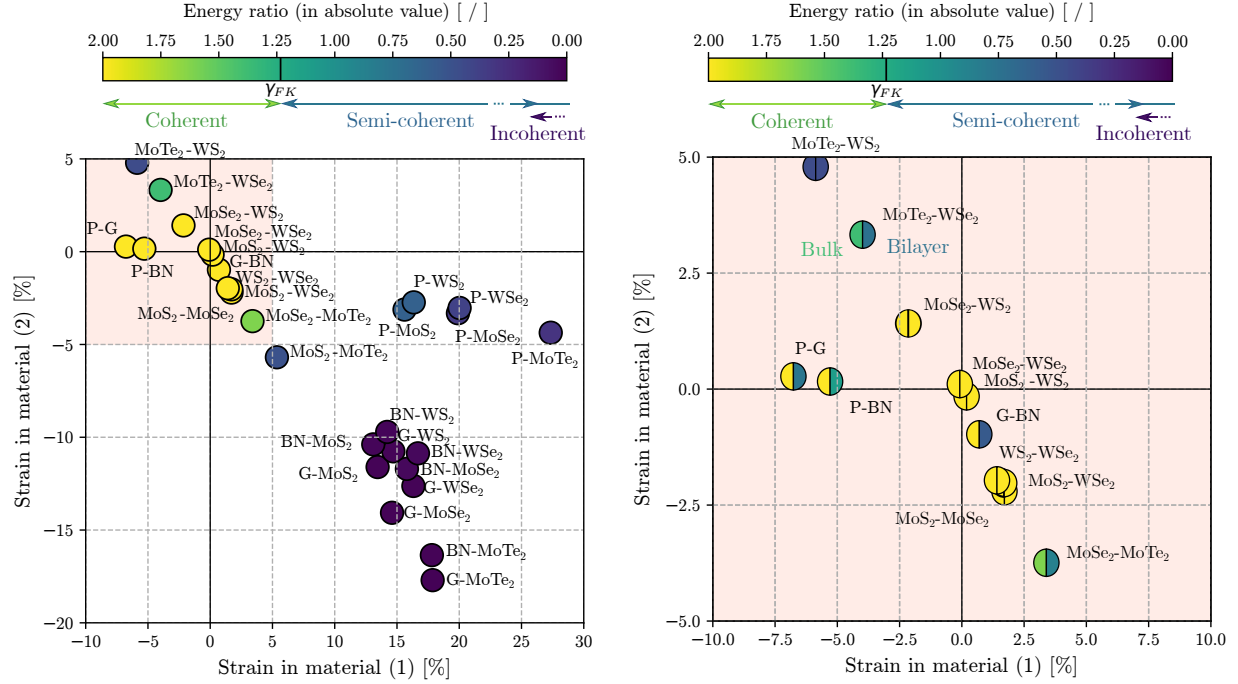 Energy ratio (in absolute value) [ / ]
2.00 1.75 1.50 1.25 1.00 0.75 0.50 0.25 0.00
γFK
Coherent
Semi-coherent
...
...
Incoherent
MoTe₂-WS₂
MoTe₂-WSe₂
MoSe₂-WS₂
P-G
MoSe₂-WSe₂
MoS₂-WS₂
P-BN
G-BN
WS₂-WSe₂
MoS₂-WSe₂
MoS₂-MoSe₂
MoSe₂-MoTe₂
MoS₂-MoTe₂
P-WS₂
P-WSe₂
P-MoS₂
P-MoSe₂
P-MoTe₂
BN-WS₂
G-WS₂
BN-MoS₂
BN-WSe₂
G-MoS₂
BN-MoSe₂
G-WSe₂
G-MoSe₂
BN-MoTe₂
G-MoTe₂
5
0
−5
−10
−15
−20
Strain in material (2) [%]
−10 −5 0 5 10 15 20 25 30
Strain in material (1) [%]
Energy ratio (in absolute value) [ / ]
2.00 1.75 1.50 1.25 1.00 0.75 0.50 0.25 0.00
γFK
Coherent
Semi-coherent
...
...
Incoherent
MoTe₂-WS₂
MoTe₂-WSe₂
Bulk
Bilayer
MoSe₂-WS₂
P-G
MoSe₂-WSe₂
MoS₂-WS₂
P-BN
G-BN
WS₂-WSe₂
MoS₂-WSe₂
MoS₂-MoSe₂
MoSe₂-MoTe₂
5.0
2.5
0.0
−2.5
−5.0
Strain in material (2) [%]
−10.0 −7.5 −5.0 −2.5 0.0 2.5 5.0 7.5 10.0
Strain in material (1) [%]